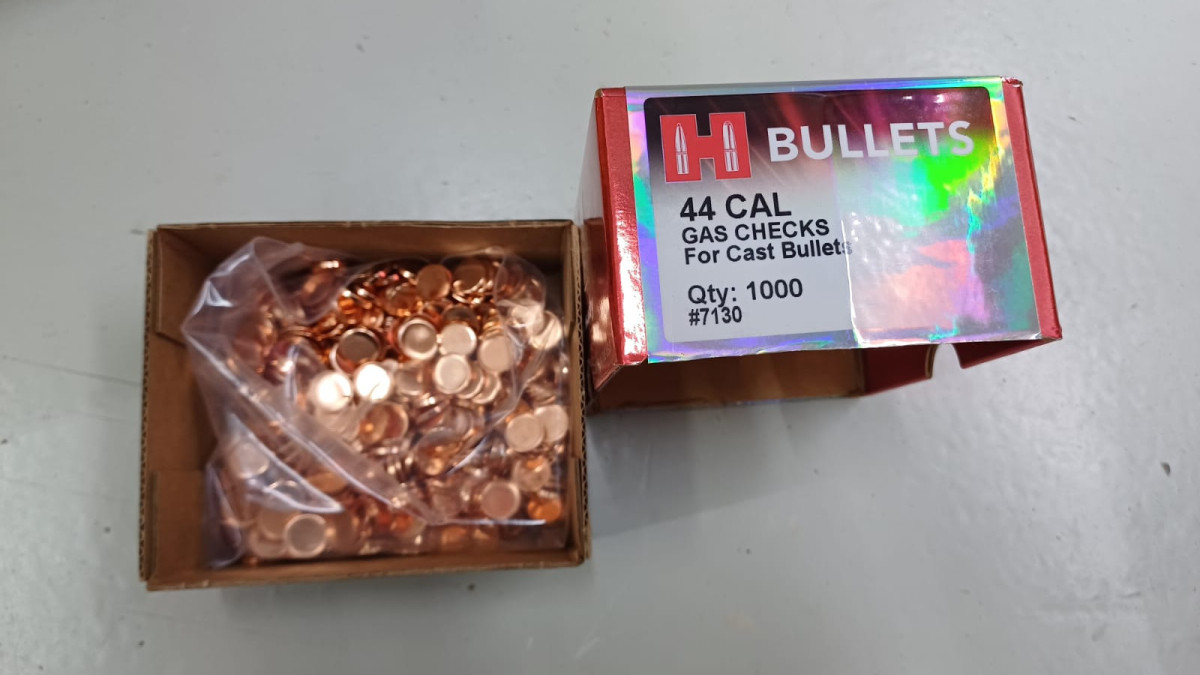 H BULLETS
44 CAL
GAS CHECKS
For Cast Bullets
Qty: 1000
#7130